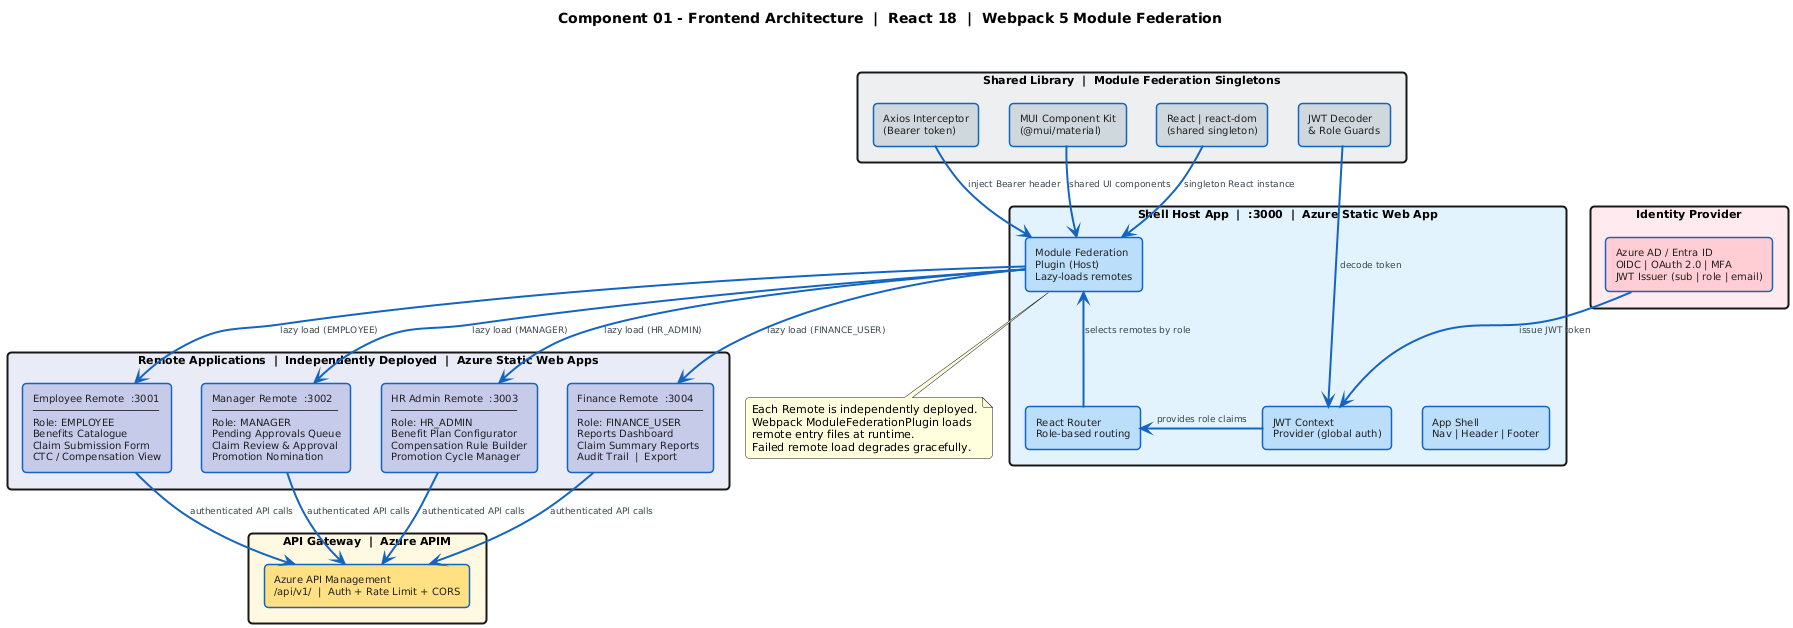 Component 01 - Frontend Architecture  |  React 18  |  Webpack 5 Module Federation
Shared Library  |  Module Federation Singletons
Axios Interceptor
(Bearer token)
MUI Component Kit
(@mui/material)
React | react-dom
(shared singleton)
JWT Decoder
& Role Guards
inject Bearer header
shared UI components
singleton React instance
Shell Host App  |  :3000  |  Azure Static Web App
Module Federation
Plugin (Host)
Lazy-loads remotes
decode token
selects remotes by role
React Router
Role-based routing
provides role claims
JWT Context
Provider (global auth)
App Shell
Nav | Header | Footer
Identity Provider
Azure AD / Entra ID
OIDC | OAuth 2.0 | MFA
JWT Issuer (sub | role | email)
issue JWT token
lazy load (EMPLOYEE)
lazy load (MANAGER)
lazy load (HR_ADMIN)
lazy load (FINANCE_USER)
Remote Applications  |  Independently Deployed  |  Azure Static Web Apps
Employee Remote  :3001
Role: EMPLOYEE
Benefits Catalogue
Claim Submission Form
CTC / Compensation View
Manager Remote  :3002
Role: MANAGER
Pending Approvals Queue
Claim Review & Approval
Promotion Nomination
HR Admin Remote  :3003
Role: HR_ADMIN
Benefit Plan Configurator
Compensation Rule Builder
Promotion Cycle Manager
Finance Remote  :3004
Role: FINANCE_USER
Reports Dashboard
Claim Summary Reports
Audit Trail  |  Export
Each Remote is independently deployed.
Webpack ModuleFederationPlugin loads
remote entry files at runtime.
Failed remote load degrades gracefully.
authenticated API calls
authenticated API calls
authenticated API calls
authenticated API calls
API Gateway  |  Azure APIM
Azure API Management
/api/v1/  |  Auth + Rate Limit + CORS